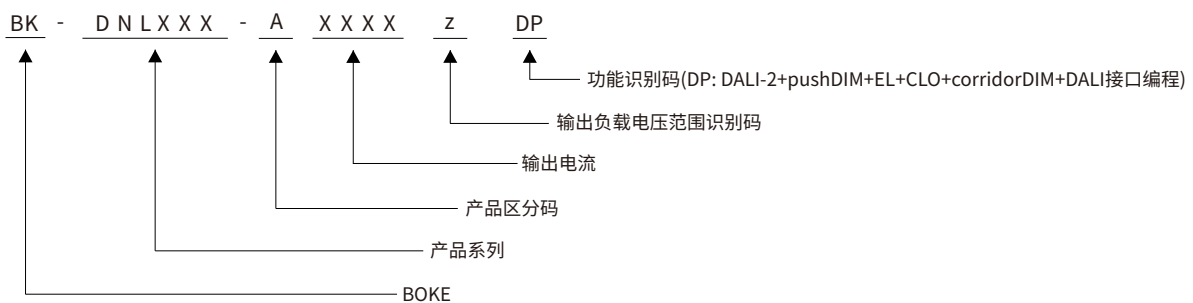 BK - DNLXXX - A XXXX z DP
功能识别码(DP: DALI-2+pushDIM+EL+CLO+corridorDIM+DALI接口编程)
输出负载电压范围识别码
输出电流
产品区分码
产品系列
BOKE